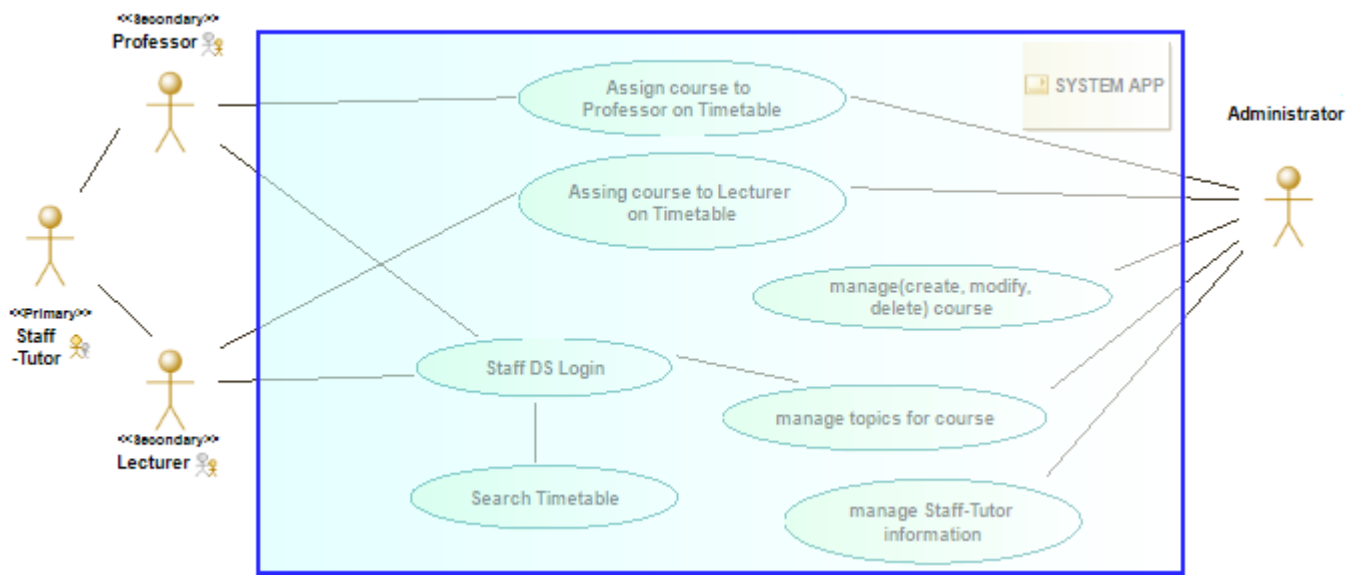 <<Secondary>>
Professor
Assign course to
Professor on Timetable
SYSTEM APP
Administrator
Assing course to Lecturer
on Timetable
manage(create, modify,
delete) course
<<Primary>>
Staff
-Tutor
Staff DS Login
manage topics for course
<<Secondary>>
Lecturer
Search Timetable
manage Staff-Tutor
information